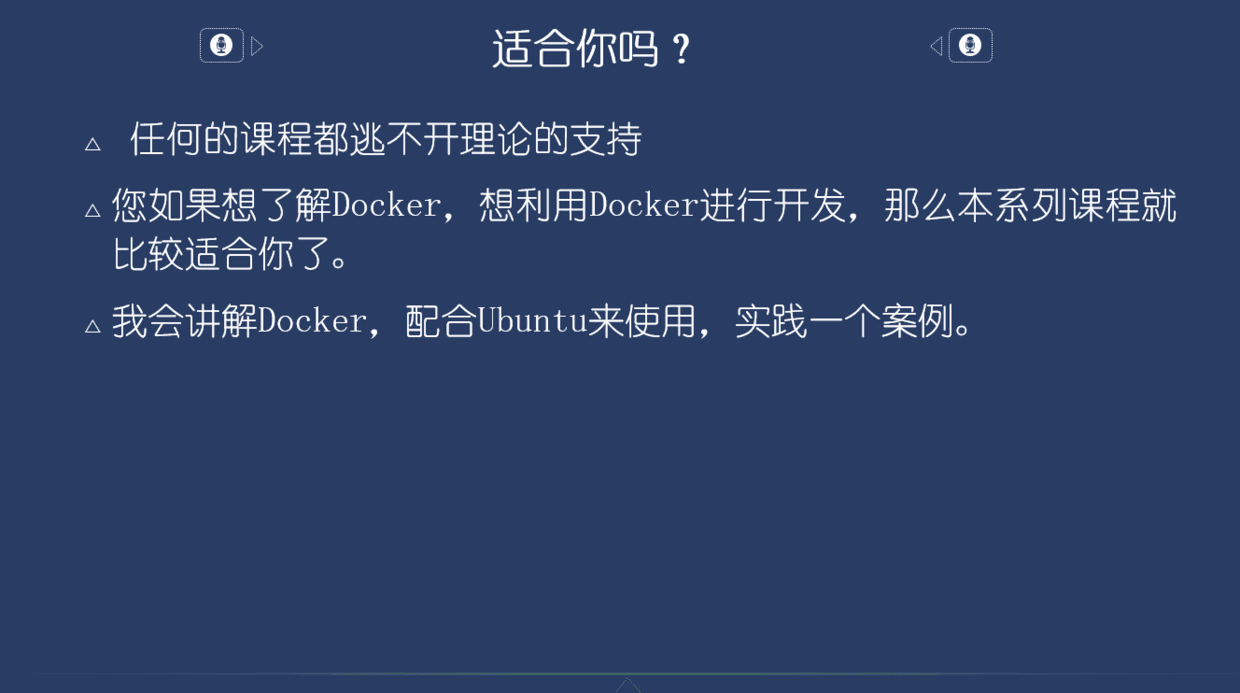 适合你吗？
任何的课程都逃不开理论的支持
您如果想了解Docker，想利用Docker进行开发，那么本系列课程就
比较适合你了。
我会讲解Docker，配合Ubuntu来使用，实践一个案例。